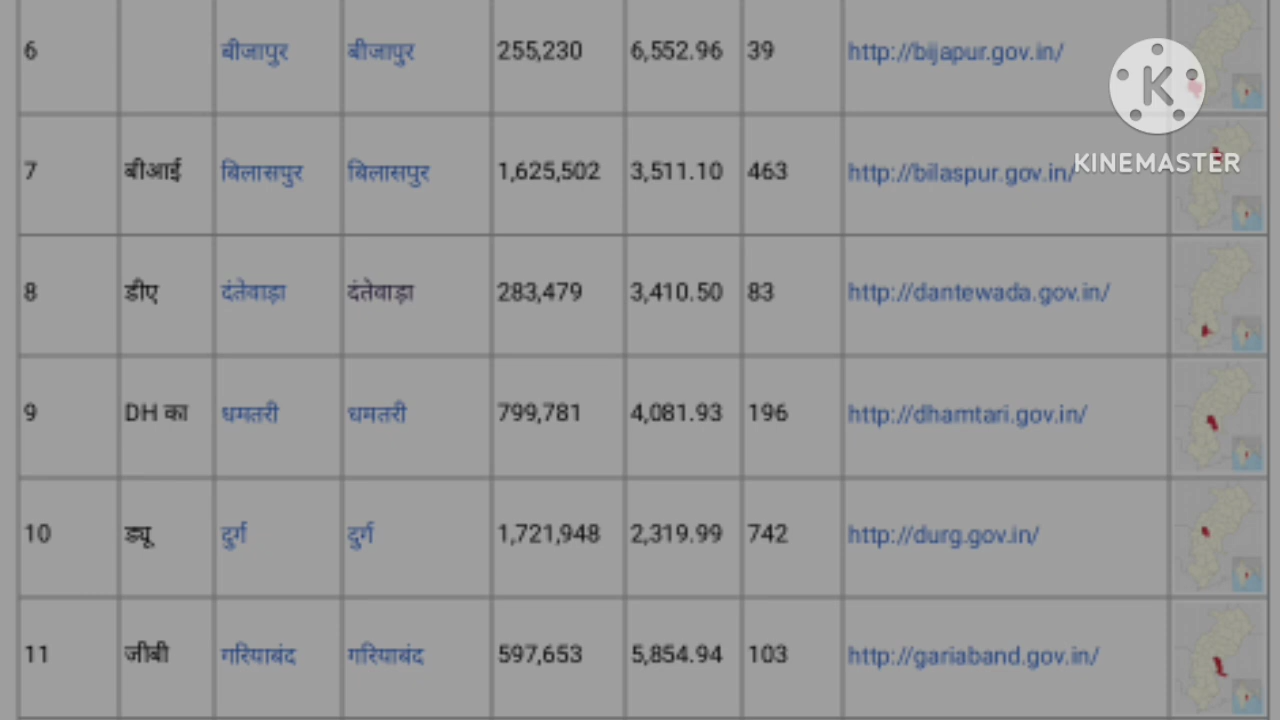 6 बीजापुर बीजापुर 255,230 6,552.96 39 http://bijapur.gov.in/
KINEMASTER
7 बीआई बिलासपुर बिलासपुर 1,625,502 3,511.10 463 http://bilaspur.gov.in/
8 डीए दंतेवाड़ा दंतेवाड़ा 283,479 3,410.50 83 http://dantewada.gov.in/
9 DH का धमतरी धमतरी 799,781 4,081.93 196 http://dhamtari.gov.in/
10 ड्यू दुर्ग दुर्ग 1,721,948 2,319.99 742 http://durg.gov.in/
11 जीबी गरियाबंद गरियाबंद 597,653 5,854.94 103 http://gariaband.gov.in/